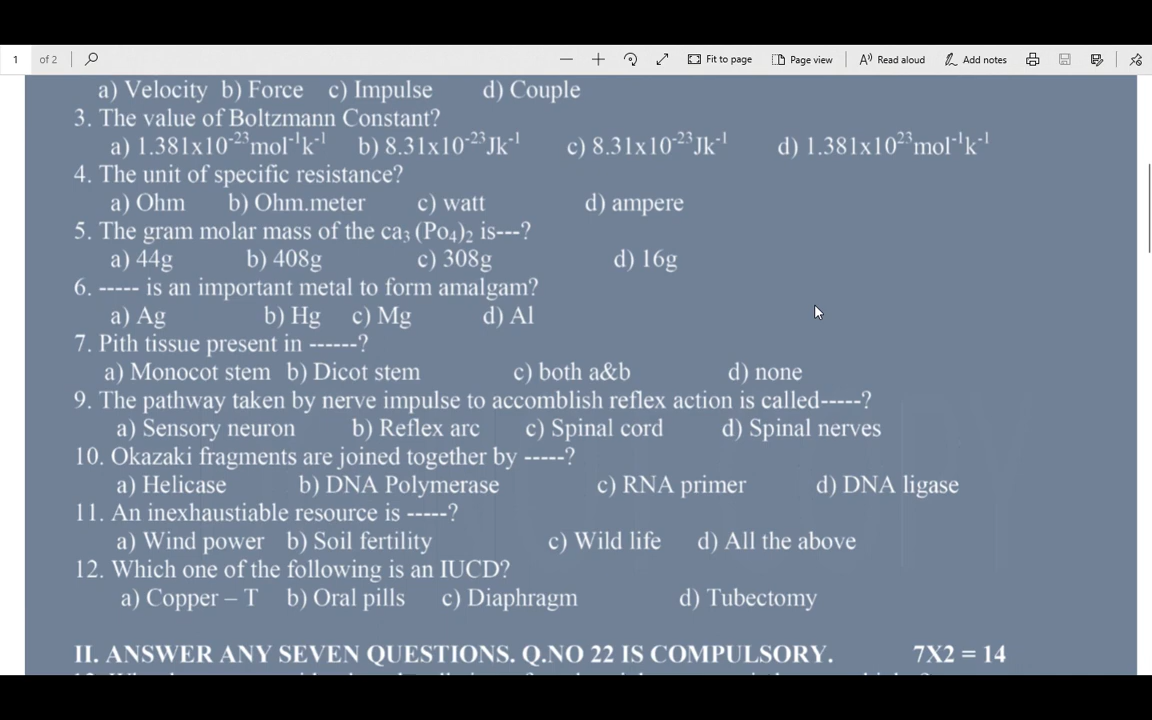 1 of 2 Fit to page Page view Read aloud Add notes
a) Velocity b) Force c) Impulse d) Couple
3. The value of Boltzmann Constant?
a) 1.381x10⁻²³mol⁻¹k⁻¹ b) 8.31x10⁻²³Jk⁻¹ c) 8.31x10⁻²³Jk⁻¹ d) 1.381x10²³mol⁻¹k⁻¹
4. The unit of specific resistance?
a) Ohm b) Ohm.meter c) watt d) ampere
5. The gram molar mass of the ca₃ (Po₄)₂ is---?
a) 44g b) 408g c) 308g d) 16g
6. ----- is an important metal to form amalgam?
a) Ag b) Hg c) Mg d) Al
7. Pith tissue present in ------?
a) Monocot stem b) Dicot stem c) both a&b d) none
9. The pathway taken by nerve impulse to accomblish reflex action is called-----?
a) Sensory neuron b) Reflex arc c) Spinal cord d) Spinal nerves
10. Okazaki fragments are joined together by -----?
a) Helicase b) DNA Polymerase c) RNA primer d) DNA ligase
11. An inexhaustiable resource is -----?
a) Wind power b) Soil fertility c) Wild life d) All the above
12. Which one of the following is an IUCD?
a) Copper – T b) Oral pills c) Diaphragm d) Tubectomy
II. ANSWER ANY SEVEN QUESTIONS. Q.NO 22 IS COMPULSORY. 7X2 = 14